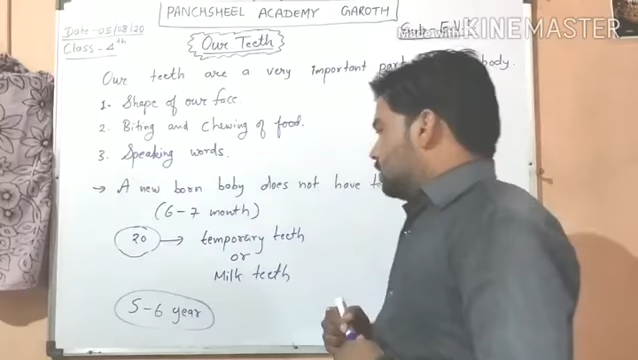 PANCHSHEEL ACADEMY GAROTH
Date - 05/08/20
Sub. E.V.S
Made with KINEMASTER
Class - 4th
Our Teeth
Our teeth are a very important part body.
1- Shape of our face
2. Biting and chewing of food.
3. Speaking words.
→ A new born baby does not have
(6-7 month)
20 → temporary teeth
or
Milk teeth
5-6 year